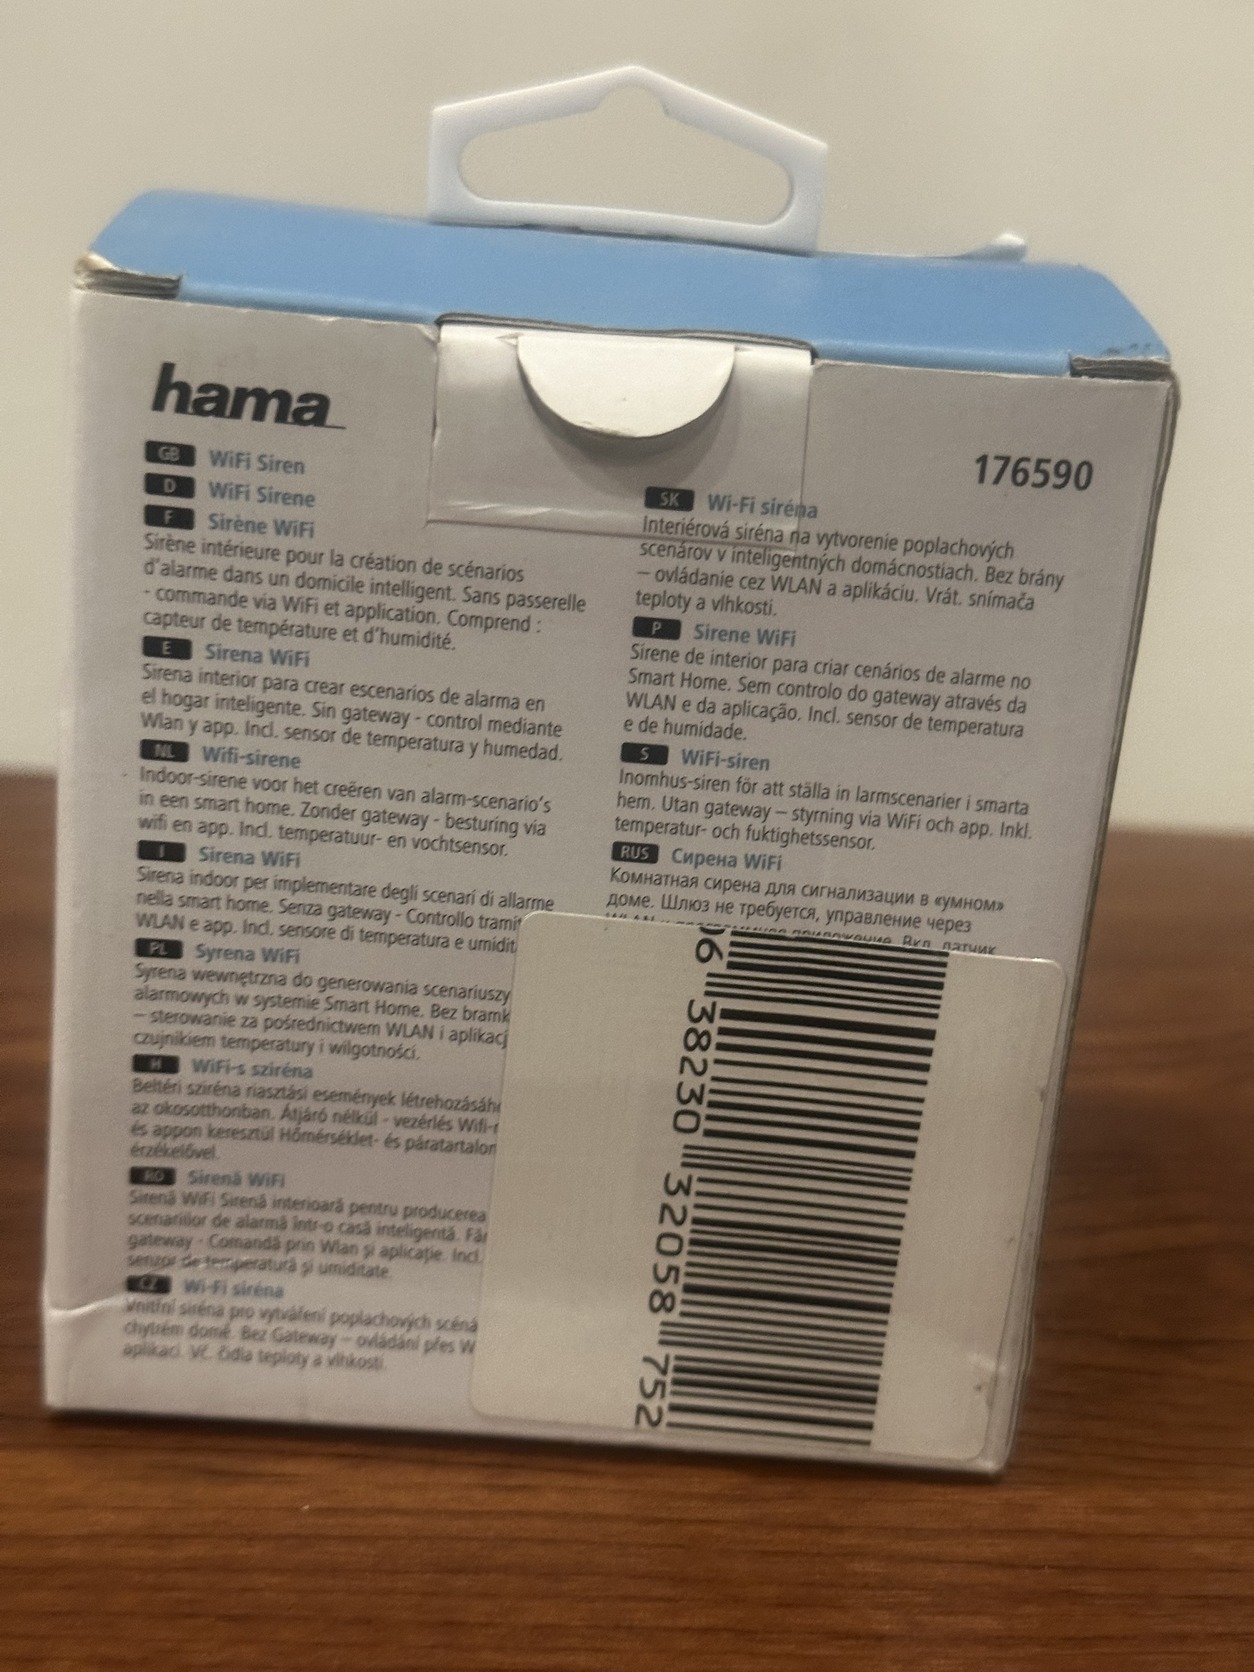 hama
176590
GB WiFi Siren
D WiFi Sirene
F Sirène WiFi
Sirène intérieure pour la création de scénarios
d'alarme dans un domicile intelligent. Sans passerelle
- commande via WiFi et application. Comprend :
capteur de température et d'humidité.
E Sirena WiFi
Sirena interior para crear escenarios de alarma en
el hogar inteligente. Sin gateway - control mediante
Wlan y app. Incl. sensor de temperatura y humedad.
NL Wifi-sirene
Indoor-sirene voor het creëren van alarm-scenario's
in een smart home. Zonder gateway - besturing via
wifi en app. Incl. temperatuur- en vochtsensor.
I Sirena WiFi
Sirena indoor per implementare degli scenari di allarme
nella smart home. Senza gateway - Controllo tramit
WLAN e app. Incl. sensore di temperatura e umidit
PL Syrena WiFi
Syrena wewnętrzna do generowania scenariuszy
alarmowych w systemie Smart Home. Bez bramk
– sterowanie za pośrednictwem WLAN i aplikacj
czujnikiem temperatury i wilgotności.
H WiFi-s sziréna
Beltéri sziréna riasztási események létrehozásáh
az okosotthonban. Átjáró nélkül - vezérlés Wifi-
és appon keresztül Hőmérséklet- és páratartalon
érzékelővel.
RO Sirenă WiFi
Sirenă WiFi Sirenă interioară pentru producerea
scenariilor de alarmă într-o casă inteligentă. Făr
gateway - Comandă prin Wlan și aplicație. Incl.
senzor de temperatură și umiditate.
CZ Wi-Fi siréna
Vnitřní siréna pro vytváření poplachových scéná
chytrém domě. Bez Gateway – ovládání přes W
aplikaci. Vč. čidla teploty a vlhkosti.
SK Wi-Fi siréna
Interiérová siréna na vytvorenie poplachových
scenárov v inteligentných domácnostiach. Bez brány
– ovládanie cez WLAN a aplikáciu. Vrát. snímača
teploty a vlhkosti.
P Sirene WiFi
Sirene de interior para criar cenários de alarme no
Smart Home. Sem controlo do gateway através da
WLAN e da aplicação. Incl. sensor de temperatura
e de humidade.
S WiFi-siren
Inomhus-siren för att ställa in larmscenarier i smarta
hem. Utan gateway – styrning via WiFi och app. Inkl.
temperatur- och fuktighetssensor.
RUS Сирена WiFi
Комнатная сирена для сигнализации в «умном»
доме. Шлюз не требуется, управление через
WLAN и программное приложение. Вкл. датчик
06 38230 32058 752